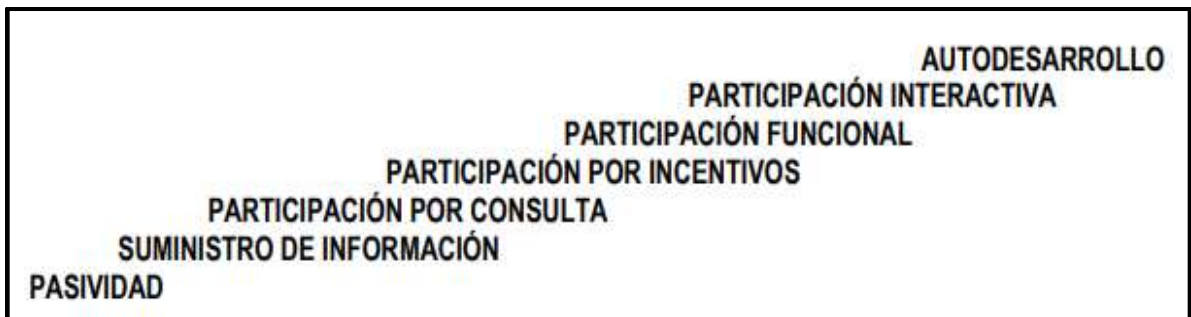 AUTODESARROLLO
PARTICIPACIÓN INTERACTIVA
PARTICIPACIÓN FUNCIONAL
PARTICIPACIÓN POR INCENTIVOS
PARTICIPACIÓN POR CONSULTA
SUMINISTRO DE INFORMACIÓN
PASIVIDAD